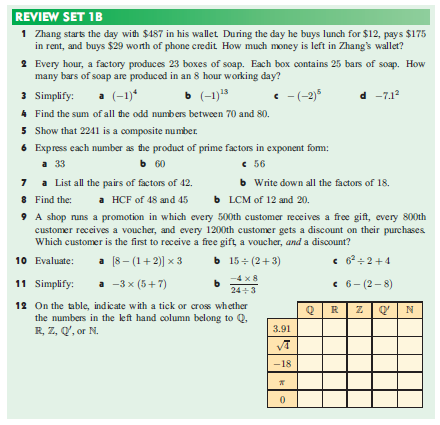 REVIEW SET 1B
1 Zhang starts the day with $487 in his wallet. During the day he buys lunch for $12, pays $175
in rent, and buys $29 worth of phone credit. How much money is left in Zhang's wallet?
2 Every hour, a factory produces 23 boxes of soap. Each box contains 25 bars of soap. How
many bars of soap are produced in an 8 hour working day?
3 Simplify: a (−1)⁴ b (−1)¹³ c −(−2)⁵ d −7.1²
4 Find the sum of all the odd numbers between 70 and 80.
5 Show that 2241 is a composite number.
6 Express each number as the product of prime factors in exponent form:
a 33 b 60 c 56
7 a List all the pairs of factors of 42. b Write down all the factors of 18.
8 Find the: a HCF of 48 and 45 b LCM of 12 and 20.
9 A shop runs a promotion in which every 500th customer receives a free gift, every 800th
customer receives a voucher, and every 1200th customer gets a discount on their purchases.
Which customer is the first to receive a free gift, a voucher, and a discount?
10 Evaluate: a [8−(1+2)] × 3 b 15 ÷ (2+3) c 6² ÷ 2 + 4
11 Simplify: a −3 × (5+7) b −4 × 8 / 24 ÷ 3 c 6 − (2 − 8)
12 On the table, indicate with a tick or cross whether
the numbers in the left hand column belong to ℚ,
ℝ, ℤ, ℚ′, or ℕ.
ℚ ℝ ℤ ℚ′ ℕ
3.91
√4
−18
π
0